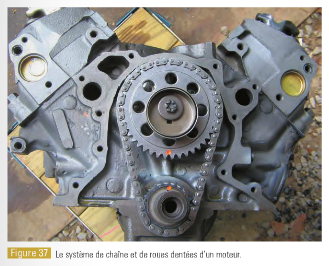 Figure 37 Le système de chaîne et de roues dentées d'un moteur.